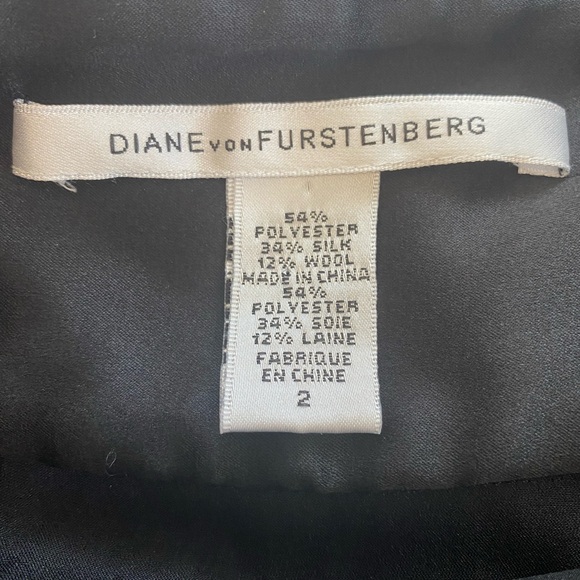 DIANE VON FURSTENBERG
54%
POLYESTER
34% SILK
12% WOOL
MADE IN CHINA
54%
POLYESTER
34% SOIE
12% LAINE
FABRIQUE
EN CHINE
2